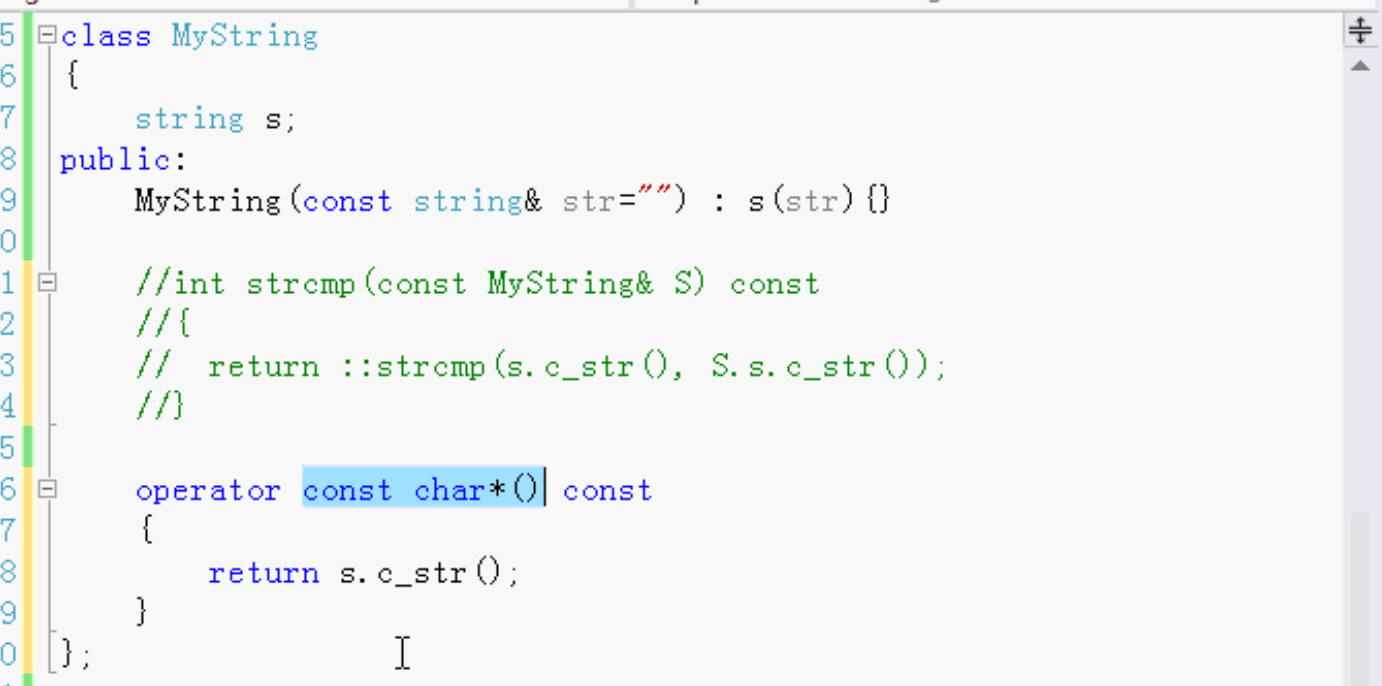 5 class MyString
6 {
7 string s;
8 public:
9 MyString(const string& str="") : s(str){}
0
1 //int strcmp(const MyString& S) const
2 //{
3 // return ::strcmp(s.c_str(), S.s.c_str());
4 //}
5
6 operator const char*() const
7 {
8 return s.c_str();
9 }
0 };